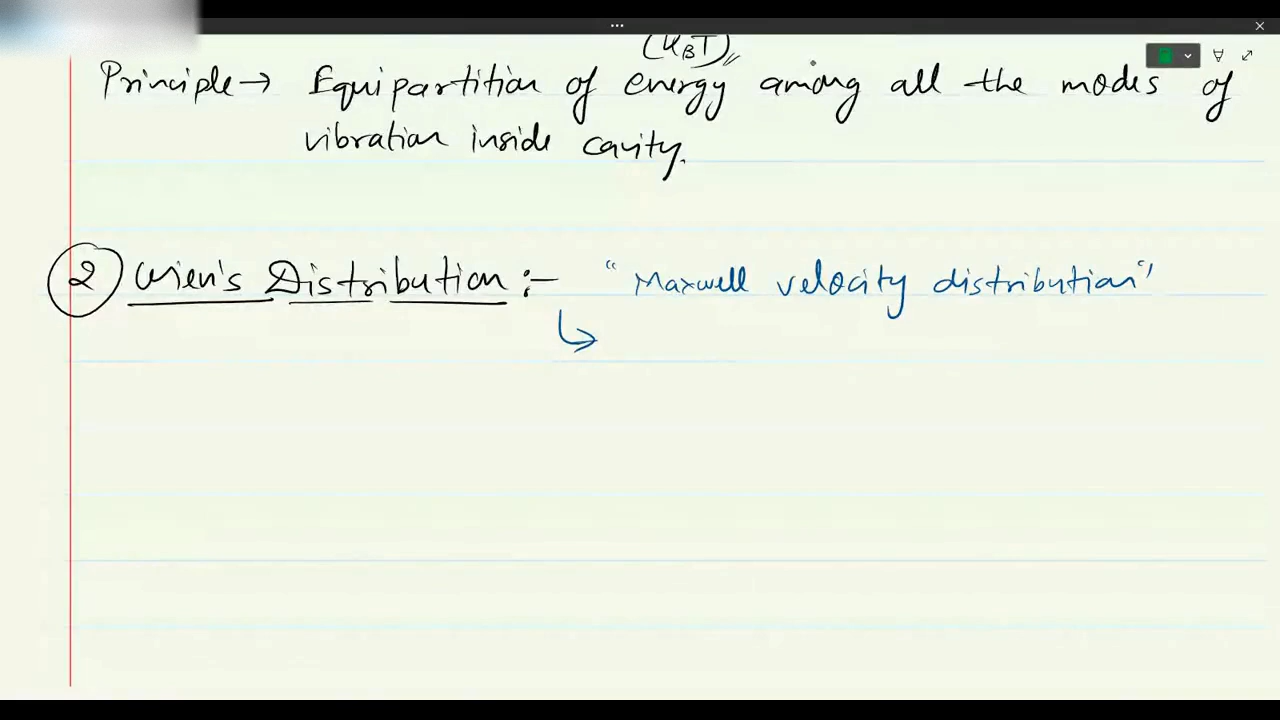 (KBT)
Principle → Equipartition of energy among all the modes of
vibration inside cavity.
② Wien's Distribution :- "Maxwell velocity distribution"